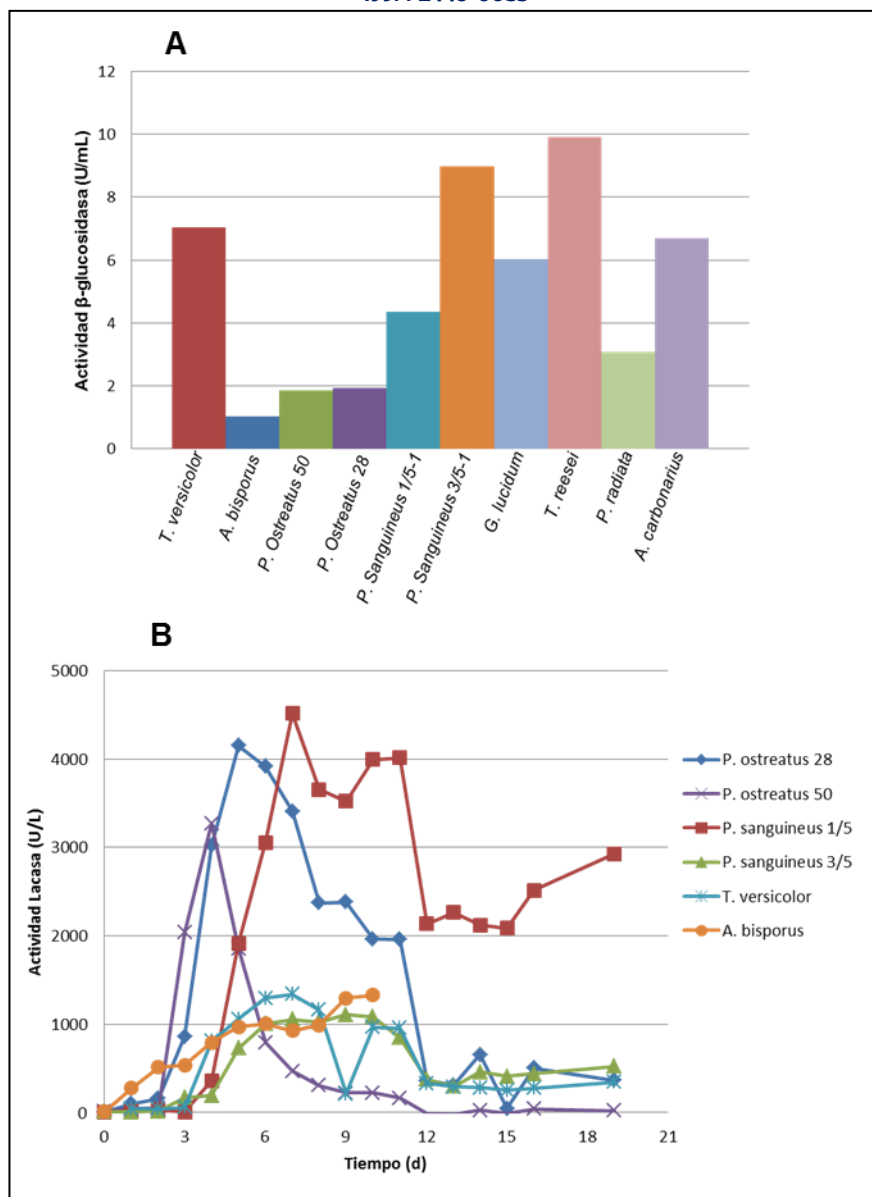 A
Actividad β-glucosidasa (U/mL)
12
10
8
6
4
2
0
T. versicolor
A. bisporus
P. Ostreatus 50
P. Ostreatus 28
P. Sanguineus 1/5-1
P. Sanguineus 3/5-1
G. lucidum
T. reesei
P. radiata
A. carbonarius
B
Actividad Lacasa (U/L)
5000
4000
3000
2000
1000
0
0 3 6 9 12 15 18 21
Tiempo (d)
P. ostreatus 28
P. ostreatus 50
P. sanguineus 1/5
P. sanguineus 3/5
T. versicolor
A. bisporus